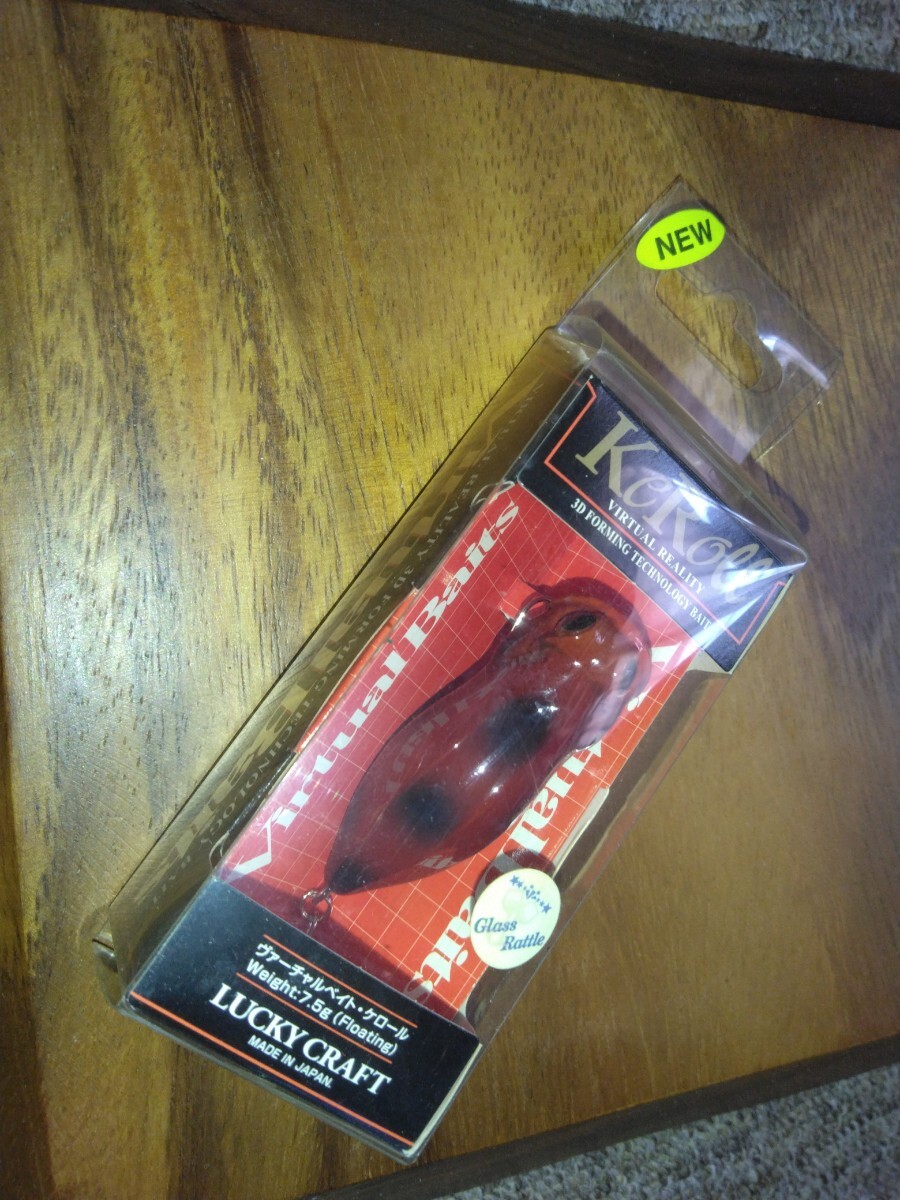 NEW
KeRoll
VIRTUAL REALITY
3D FORMING TECHNOLOGY BAIT
Virtual Baits
Glass
Rattle
ヴァーチャルベイト・ケロール
Weight:7.5g (Floating)
LUCKY CRAFT
MADE IN JAPAN.